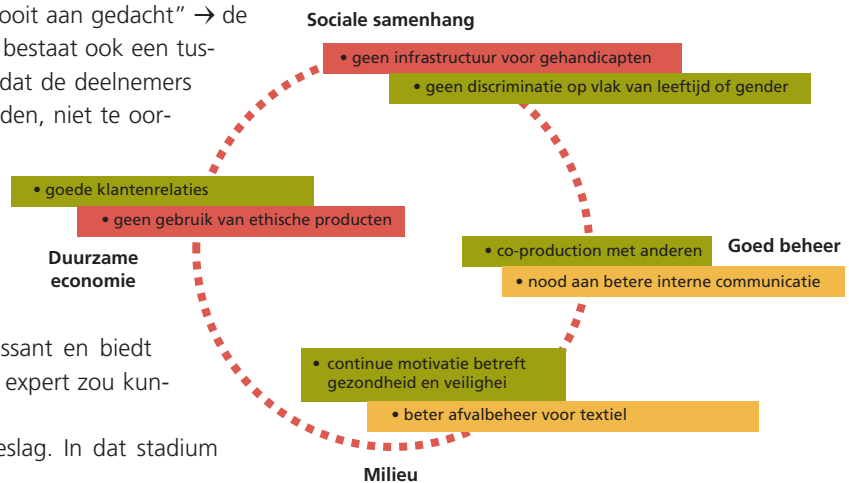 ooit aan gedacht” → de
bestaat ook een tus-
dat de deelnemers
den, niet te oor-
Sociale samenhang
• geen infrastructuur voor gehandicapten
• geen discriminatie op vlak van leeftijd of gender
• goede klantenrelaties
• geen gebruik van ethische producten
Duurzame
economie
• co-production met anderen
Goed beheer
• nood aan betere interne communicatie
ssant en biedt
expert zou kun-
eslag. In dat stadium
• continue motivatie betreft
gezondheid en veilighei
• beter afvalbeheer voor textiel
Milieu